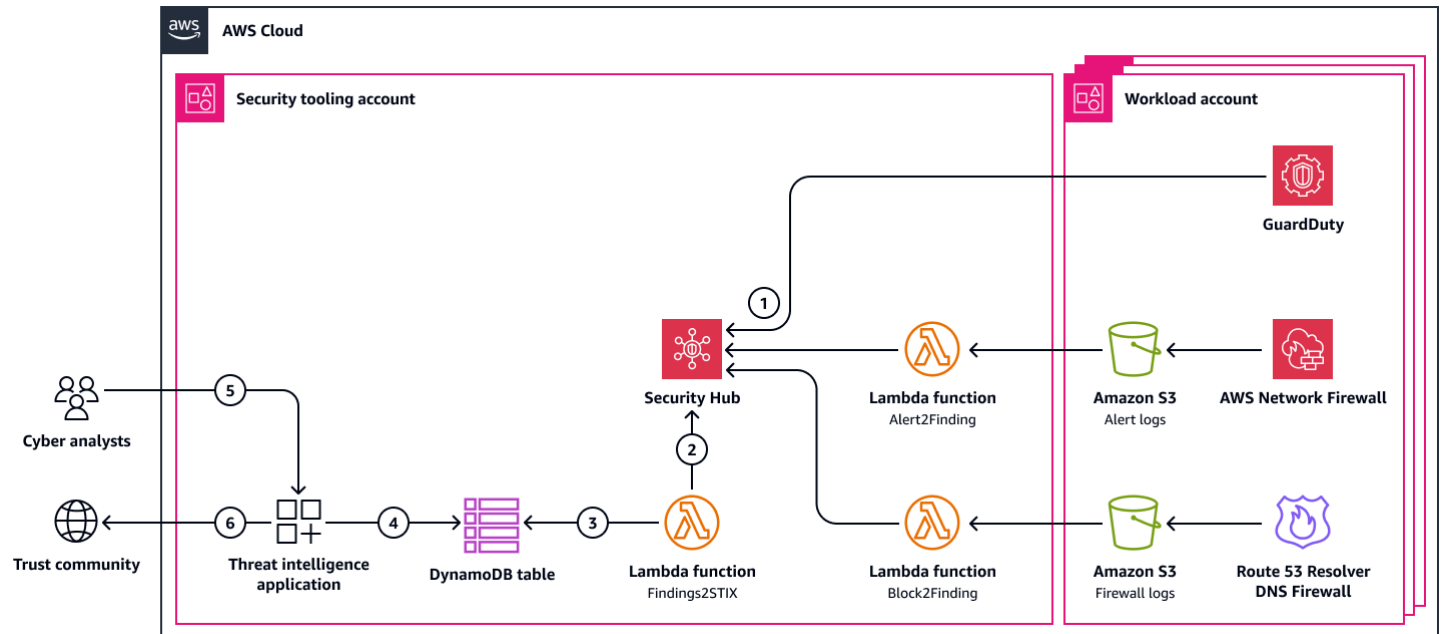 aws
AWS Cloud
Security tooling account
Workload account
GuardDuty
1
Security Hub
Lambda function
Alert2Finding
Amazon S3
Alert logs
AWS Network Firewall
5
Cyber analysts
2
6
4
3
Trust community
Threat intelligence
application
DynamoDB table
Lambda function
Findings2STIX
Lambda function
Block2Finding
Amazon S3
Firewall logs
Route 53 Resolver
DNS Firewall